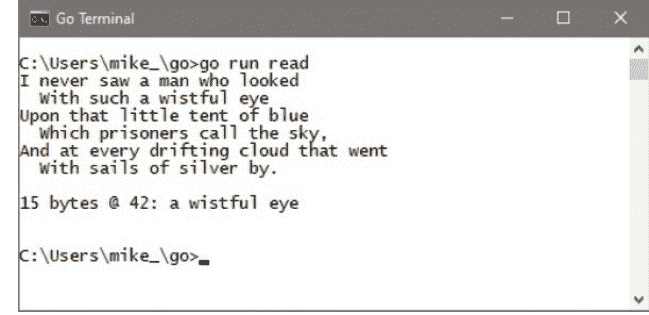 Go Terminal
C:\Users\mike_\go>go run read
I never saw a man who looked
  With such a wistful eye
Upon that little tent of blue
  Which prisoners call the sky,
And at every drifting cloud that went
  With sails of silver by.
15 bytes @ 42: a wistful eye
C:\Users\mike_\go>